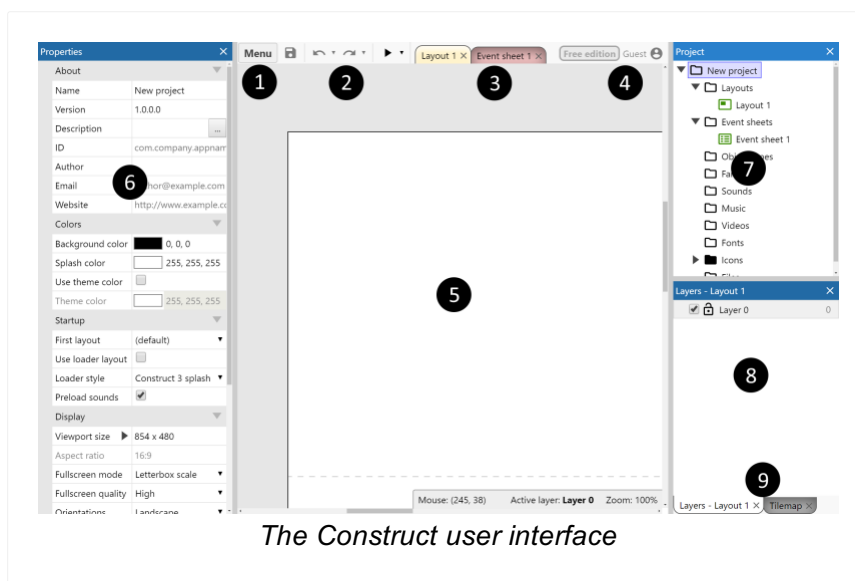 Properties ×
Menu
Layout 1 ×
Event sheet 1 ×
Free edition
Guest
Project ×
1
2
3
4
About
Name New project
Version 1.0.0.0
Description ...
ID com.company.appnam
Author
Email hor@example.com
Website http://www.example.cc
6
Colors
Background color 0, 0, 0
Splash color 255, 255, 255
Use theme color
Theme color 255, 255, 255
Startup
First layout (default)
Use loader layout
Loader style Construct 3 splash
Preload sounds
Display
Viewport size 854 x 480
Aspect ratio 16:9
Fullscreen mode Letterbox scale
Fullscreen quality High
Orientations Landscape
5
Mouse: (245, 38) Active layer: Layer 0 Zoom: 100%
New project
Layouts
Layout 1
Event sheets
Event sheet 1
7
Sounds
Music
Videos
Fonts
Icons
Files
Layers - Layout 1 ×
Layer 0 0
8
9
Layers - Layout 1 ×
Tilemap ×
The Construct user interface